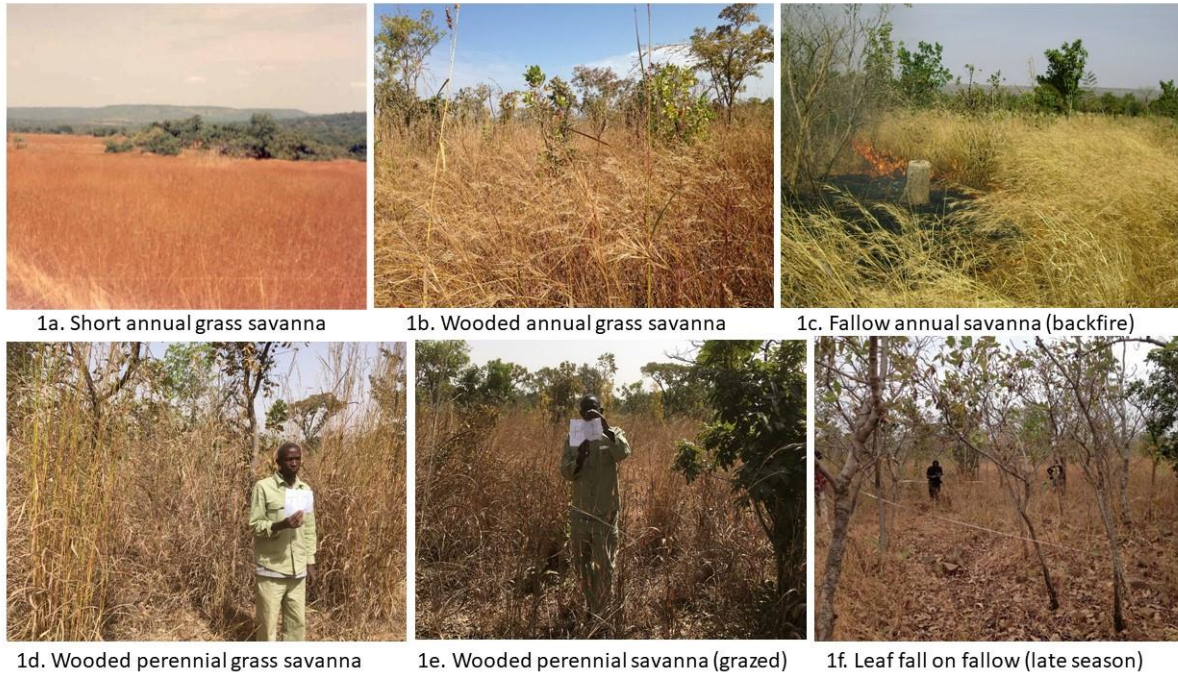 1a. Short annual grass savanna
1b. Wooded annual grass savanna
1c. Fallow annual savanna (backfire)
1d. Wooded perennial grass savanna
1e. Wooded perennial savanna (grazed)
1f. Leaf fall on fallow (late season)